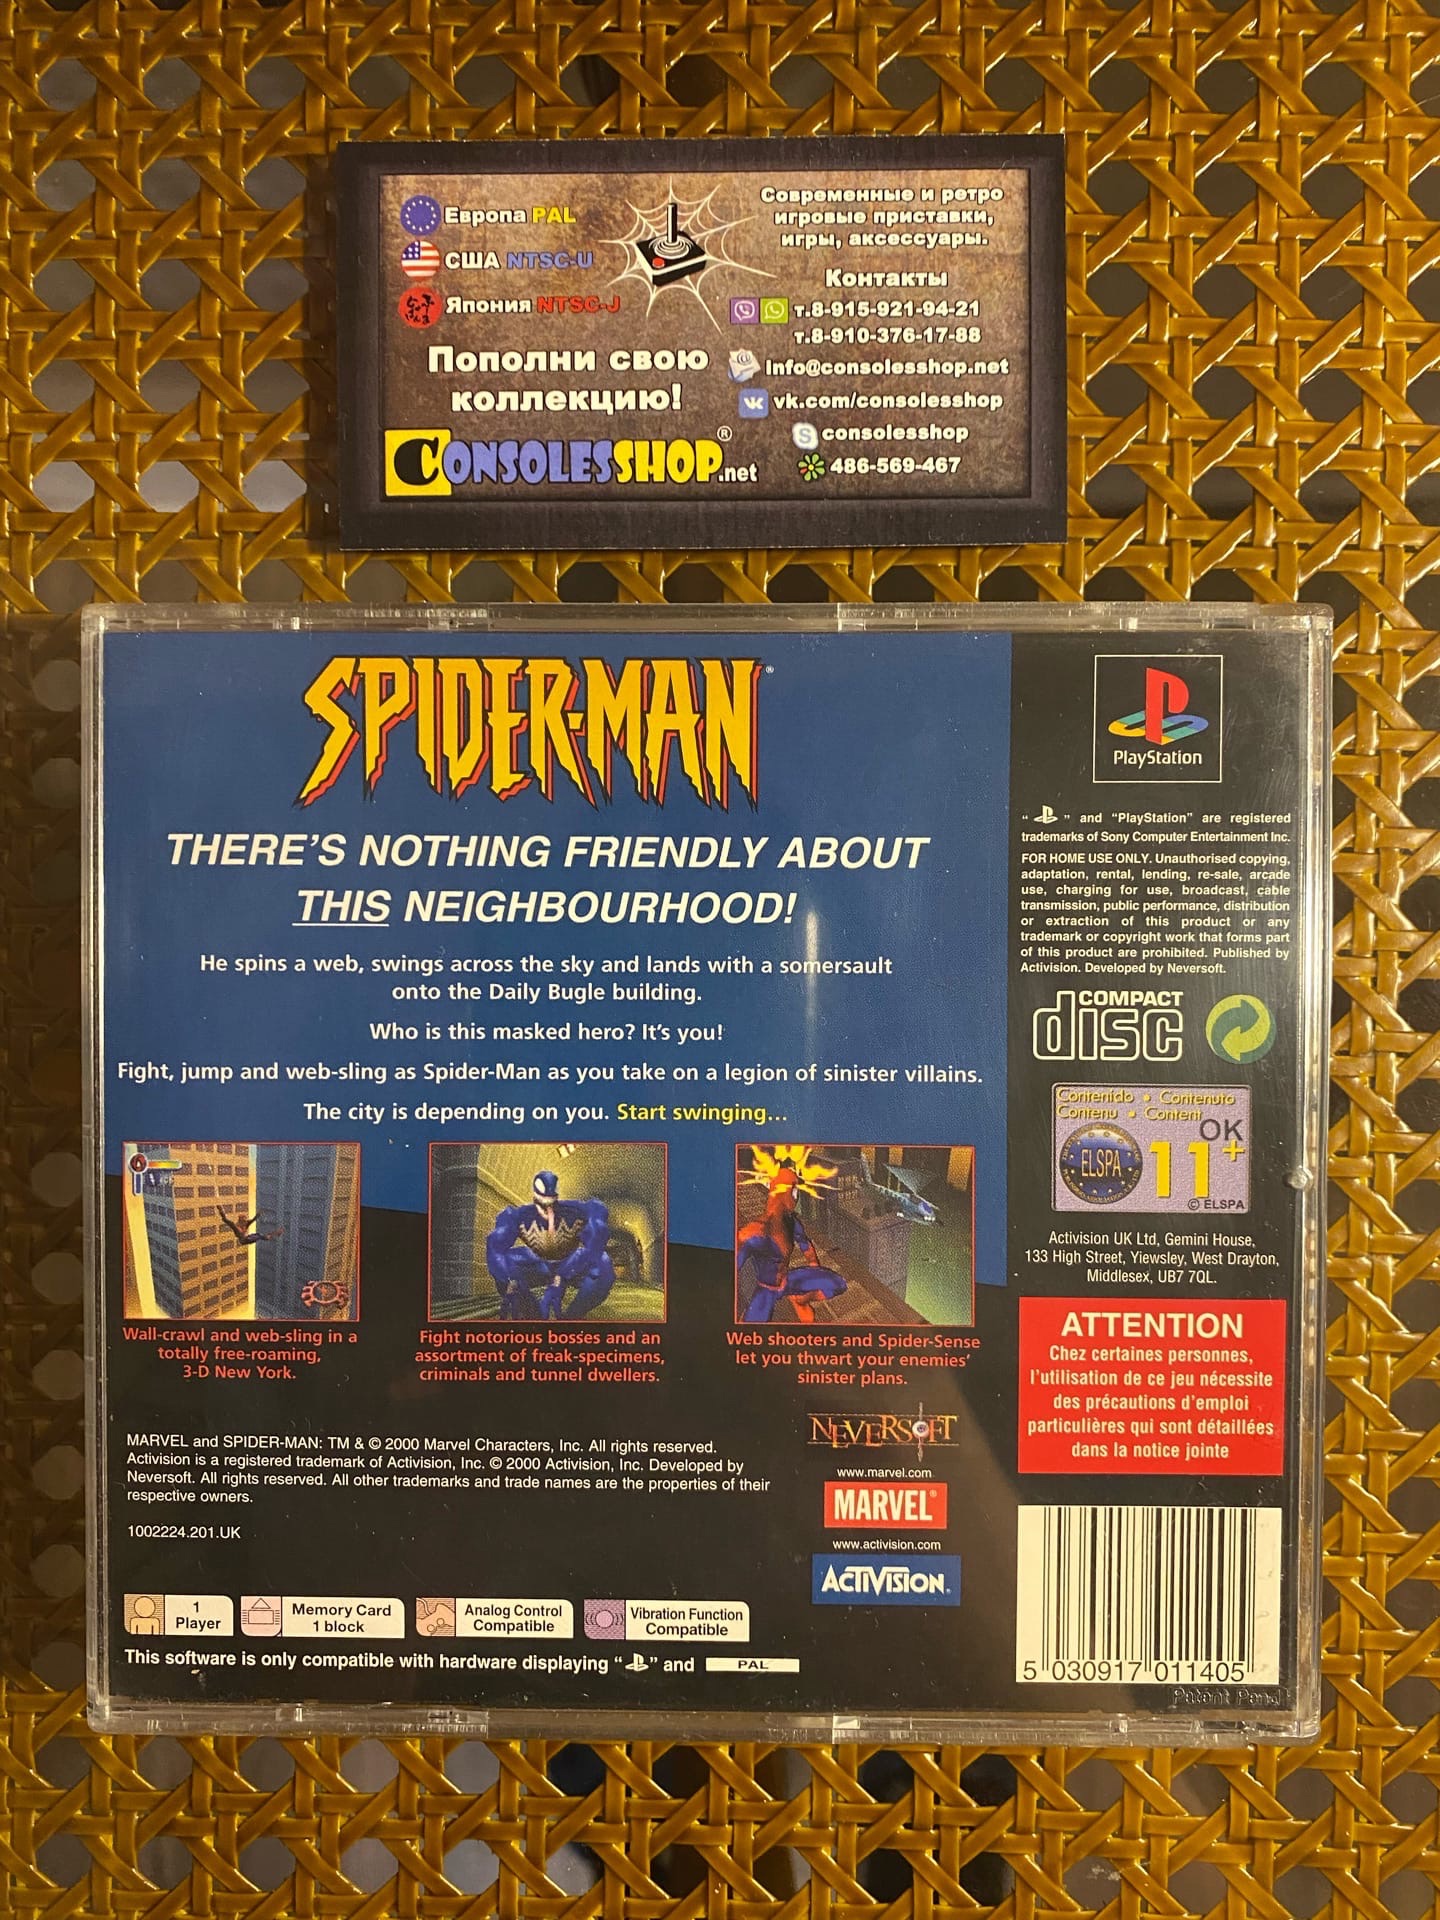 Европа PAL
США NTSC-U
Япония NTSC-J
Пополни свою
коллекцию!
CONSOLESSHOP.net
®
Современные и ретро
игровые приставки,
игры, аксессуары.
Контакты
т.8-915-921-94-21
т.8-910-376-17-88
info@consolesshop.net
vk.com/consolesshop
consolesshop
486-569-467
SPIDER-MAN®
THERE'S NOTHING FRIENDLY ABOUT
THIS NEIGHBOURHOOD!
He spins a web, swings across the sky and lands with a somersault
onto the Daily Bugle building.
Who is this masked hero? It's you!
Fight, jump and web-sling as Spider-Man as you take on a legion of sinister villains.
The city is depending on you. Start swinging...
Wall-crawl and web-sling in a
totally free-roaming,
3-D New York.
Fight notorious bosses and an
assortment of freak-specimens,
criminals and tunnel dwellers.
Web shooters and Spider-Sense
let you thwart your enemies'
sinister plans.
MARVEL and SPIDER-MAN: TM & © 2000 Marvel Characters, Inc. All rights reserved.
Activision is a registered trademark of Activision, Inc. © 2000 Activision, Inc. Developed by
Neversoft. All rights reserved. All other trademarks and trade names are the properties of their
respective owners.
1002224.201.UK
NEVERSOFT
www.marvel.com
MARVEL®
www.activision.com
ACTIVISION.
1
Player
Memory Card
1 block
Analog Control
Compatible
Vibration Function
Compatible
This software is only compatible with hardware displaying " " and PAL
PlayStation
" " and "PlayStation" are registered
trademarks of Sony Computer Entertainment Inc.
FOR HOME USE ONLY. Unauthorised copying,
adaptation, rental, lending, re-sale, arcade
use, charging for use, broadcast, cable
transmission, public performance, distribution
or extraction of this product or any
trademark or copyright work that forms part
of this product are prohibited. Published by
Activision. Developed by Neversoft.
COMPACT
disc
Contenido • Contenuto
Contenu • Content
OK
ELSPA
11+
© ELSPA
Activision UK Ltd, Gemini House,
133 High Street, Yiewsley, West Drayton,
Middlesex, UB7 7QL.
ATTENTION
Chez certaines personnes,
l'utilisation de ce jeu nécessite
des précautions d'emploi
particulières qui sont détaillées
dans la notice jointe
5 030917 011405
Patent Pend